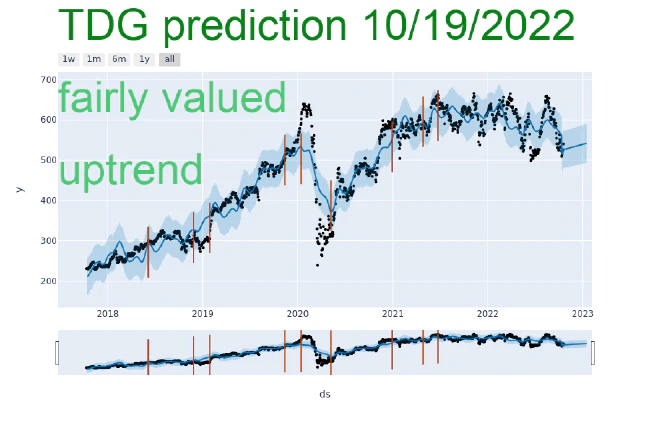 TDG prediction 10/19/2022
1w 1m 6m 1y all
700
fairly valued
600
500
uptrend
400
y
300
200
2018 2019 2020 2021 2022 2023
ds